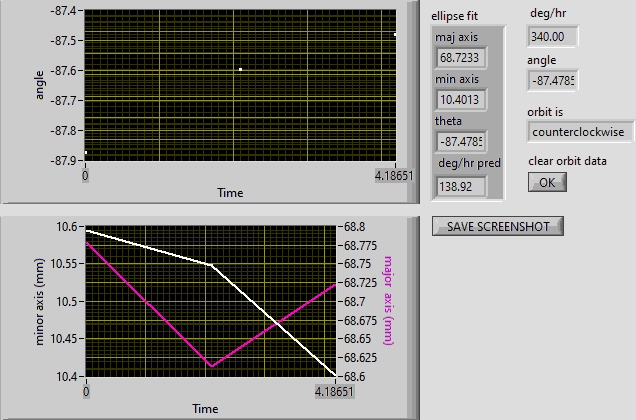 -87.4
-87.5
-87.6
-87.7
-87.8
-87.9
angle
0
4.18651
Time
ellipse fit
maj axis
68.7233
min axis
10.4013
theta
-87.478
deg/hr pred
138.92
deg/hr
340.00
angle
-87.478
orbit is
counterclockwise
clear orbit data
OK
SAVE SCREENSHOT
10.6
10.55
10.5
10.45
10.4
minor axis (mm)
68.8
68.775
68.75
68.725
68.7
68.675
68.65
68.625
68.6
major axis (mm)
0
4.18651
Time